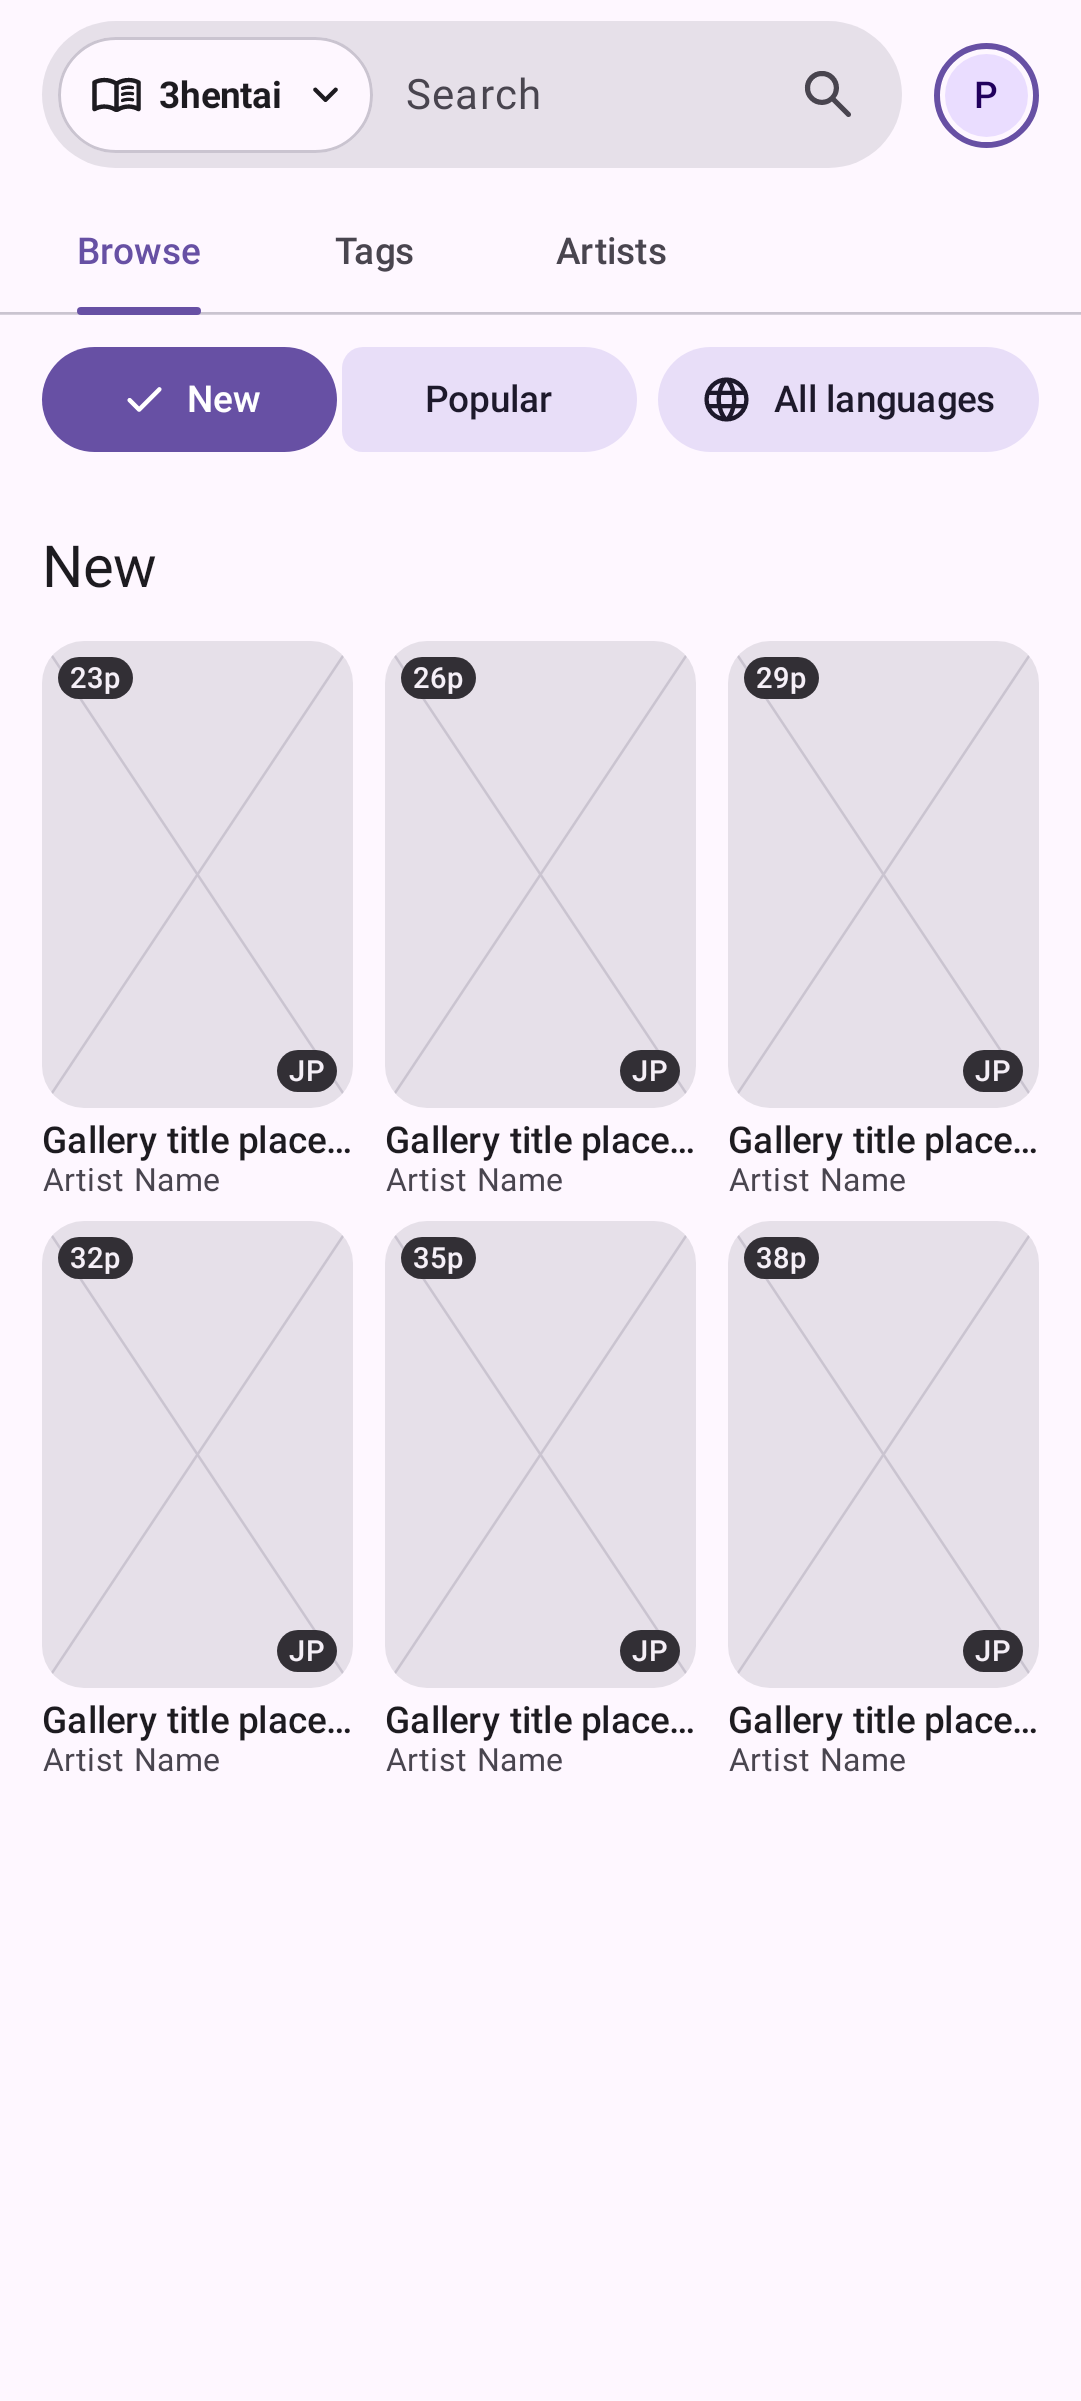 3hentai Search P
Browse Tags Artists
New Popular All languages
New
23p 26p 29p
JP JP JP
Gallery title place... Gallery title place... Gallery title place...
Artist Name Artist Name Artist Name
32p 35p 38p
JP JP JP
Gallery title place... Gallery title place... Gallery title place...
Artist Name Artist Name Artist Name